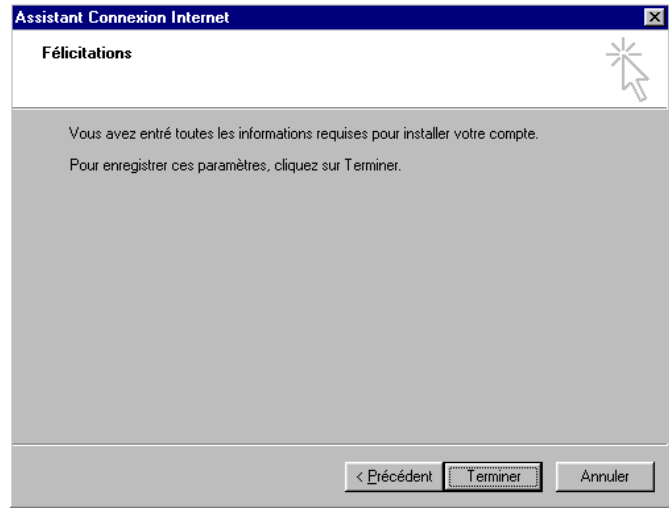 Assistant Connexion Internet
Félicitations
Vous avez entré toutes les informations requises pour installer votre compte.
Pour enregistrer ces paramètres, cliquez sur Terminer.
< Précédent Terminer Annuler